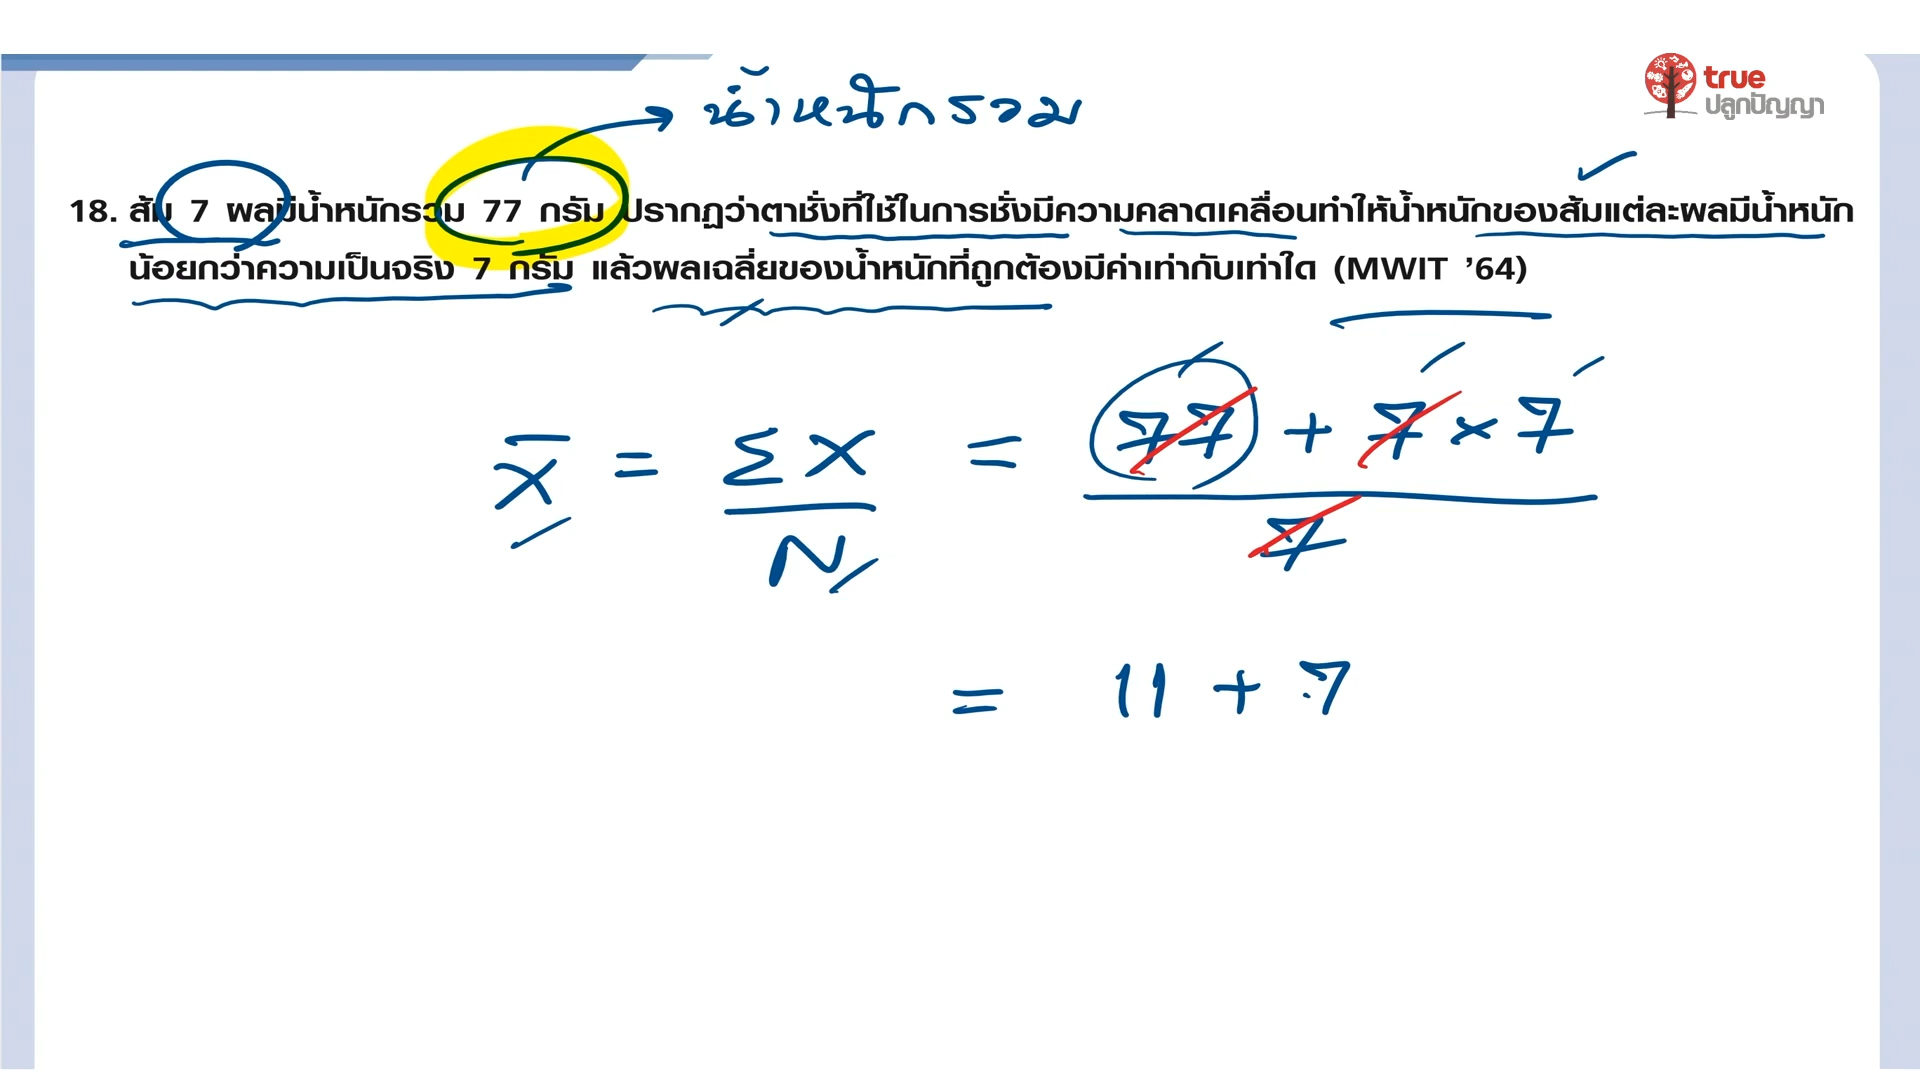 true
ปลูกปัญญา
น้ำหนักรวม
18. ส้ม 7 ผลมีน้ำหนักรวม 77 กรัม ปรากฏว่าตาชั่งที่ใช้ในการชั่งมีความคลาดเคลื่อนทำให้น้ำหนักของส้มแต่ละผลมีน้ำหนัก
น้อยกว่าความเป็นจริง 7 กรัม แล้วผลเฉลี่ยของน้ำหนักที่ถูกต้องมีค่าเท่ากับเท่าใด (MWIT ’64)
x̄ = Σx / N = 77 + 7 × 7 / 7
= 11 + 7